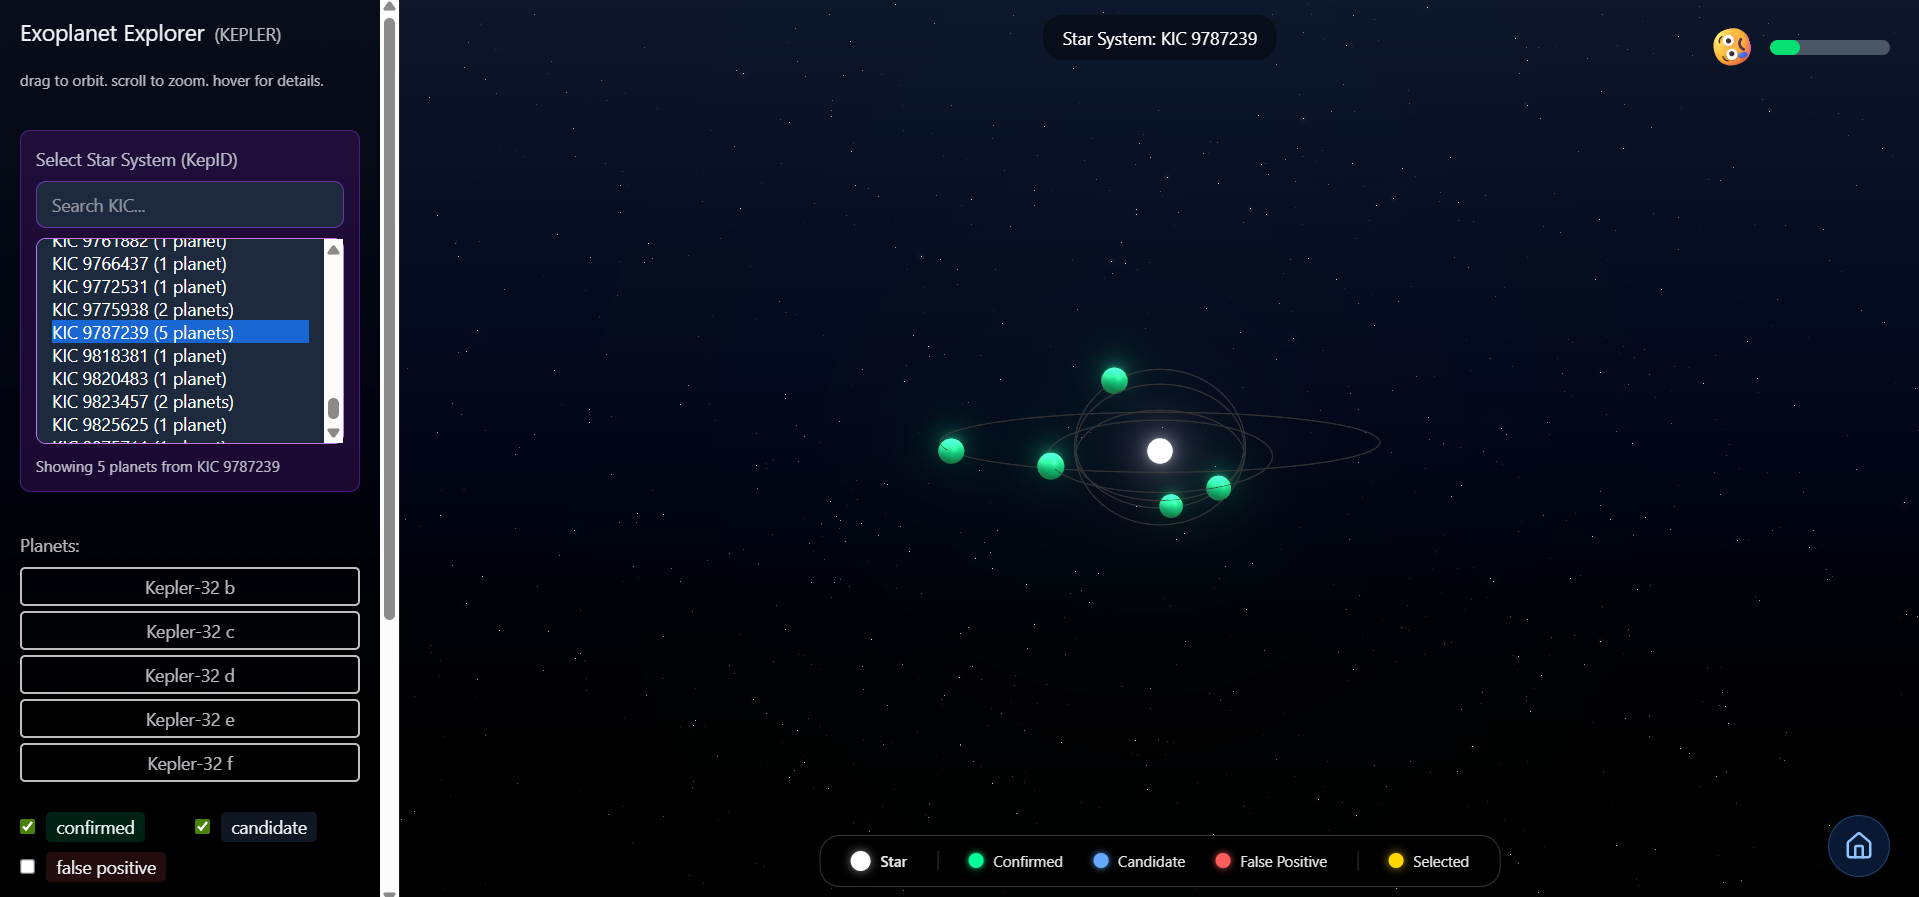 Exoplanet Explorer (KEPLER)
drag to orbit. scroll to zoom. hover for details.
Select Star System (KepID)
Search KIC...
KIC 9761882 (1 planet)
KIC 9766437 (1 planet)
KIC 9772531 (1 planet)
KIC 9775938 (2 planets)
KIC 9787239 (5 planets)
KIC 9818381 (1 planet)
KIC 9820483 (1 planet)
KIC 9823457 (2 planets)
KIC 9825625 (1 planet)
Showing 5 planets from KIC 9787239
Planets:
Kepler-32 b
Kepler-32 c
Kepler-32 d
Kepler-32 e
Kepler-32 f
confirmed
candidate
false positive
Star System: KIC 9787239
Star
Confirmed
Candidate
False Positive
Selected